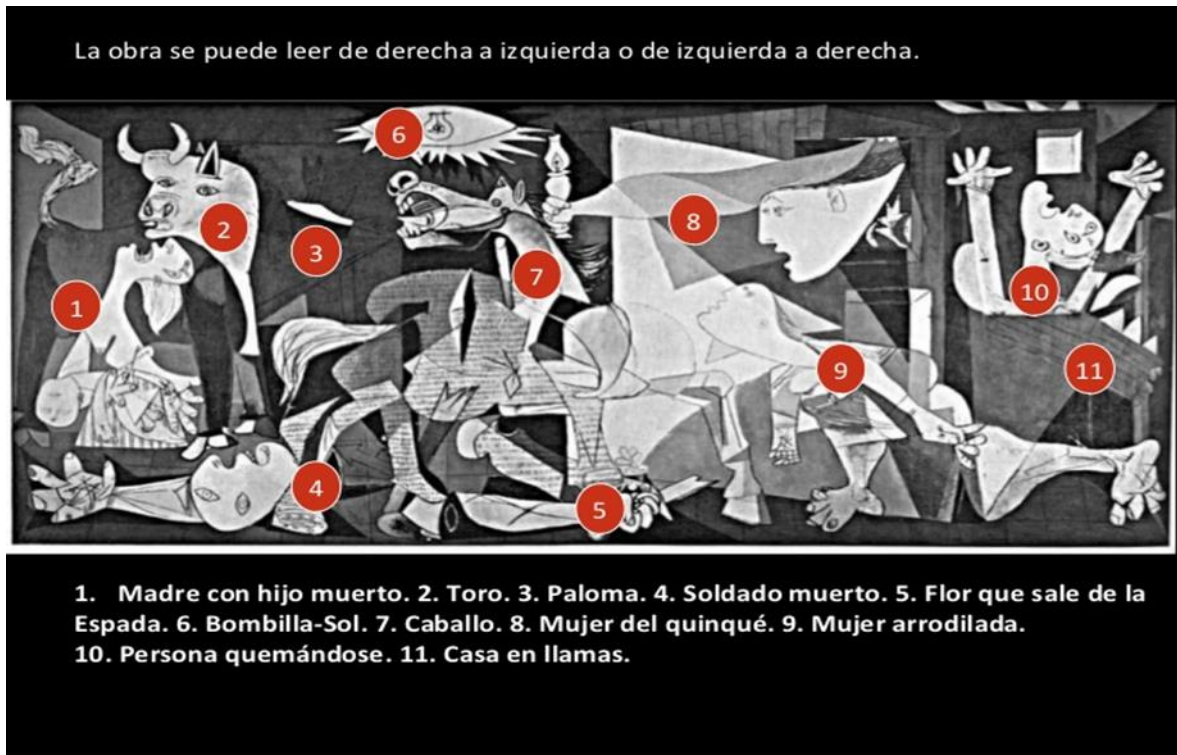 La obra se puede leer de derecha a izquierda o de izquierda a derecha.
6
8
2
3
7
10
1
9
11
4
5
1. Madre con hijo muerto. 2. Toro. 3. Paloma. 4. Soldado muerto. 5. Flor que sale de la
Espada. 6. Bombilla-Sol. 7. Caballo. 8. Mujer del quinqué. 9. Mujer arrodilada.
10. Persona quemándose. 11. Casa en llamas.